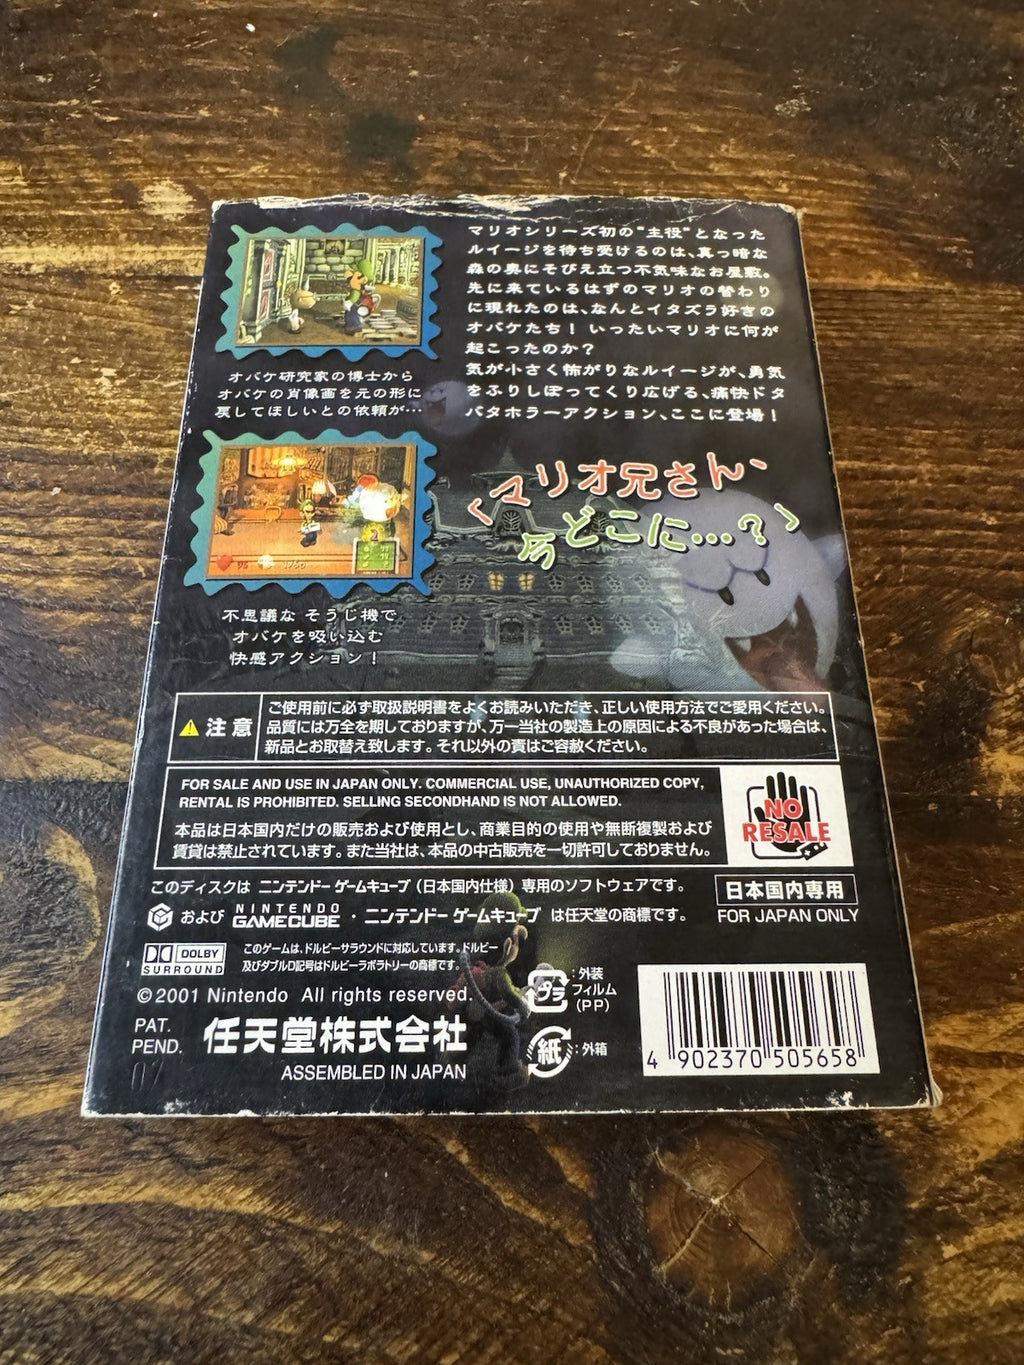 マリオシリーズ初の"主役"となった
ルイージを待ち受けるのは、真っ暗な
森の奥にそびえ立つ不気味なお屋敷。
先に来ているはずのマリオの替わり
に現れたのは、なんとイタズラ好きの
オバケたち！ いったいマリオに何が
起こったのか？
気が小さく怖がりなルイージが、勇気
をふりしぼってくり広げる、痛快ドタ
バタホラーアクション、ここに登場！
オバケ研究家の博士から
オバケの肖像画を元の形に
戻してほしいとの依頼が…
マリオ兄さん、
どこに…？
不思議な そうじ機で
オバケを吸い込む
快感アクション！
注意
ご使用前に必ず取扱説明書をよくお読みいただき、正しい使用方法でご愛用ください。
品質には万全を期しておりますが、万一当社の製造上の原因による不良があった場合は、
新品とお取替え致します。それ以外の責はご容赦ください。
FOR SALE AND USE IN JAPAN ONLY. COMMERCIAL USE, UNAUTHORIZED COPY,
RENTAL IS PROHIBITED. SELLING SECONDHAND IS NOT ALLOWED.
本品は日本国内だけの販売および使用とし、商業目的の使用や無断複製および
賃貸は禁止されています。また当社は、本品の中古販売を一切許可しておりません。
NO
RESALE
このディスクは ニンテンドー ゲームキューブ（日本国内仕様）専用のソフトウェアです。
および NINTENDO GAMECUBE・ニンテンドー ゲームキューブ は任天堂の商標です。
日本国内専用
FOR JAPAN ONLY
DOLBY
SURROUND
このゲームは、ドルビーサラウンドに対応しています。ドルビー
及びダブルD記号はドルビーラボラトリーの商標です。
©2001 Nintendo All rights reserved.
PAT.
PEND.
任天堂株式会社
ASSEMBLED IN JAPAN
プラ
:外装
フィルム
(PP)
紙
:外箱
4 902370 505658